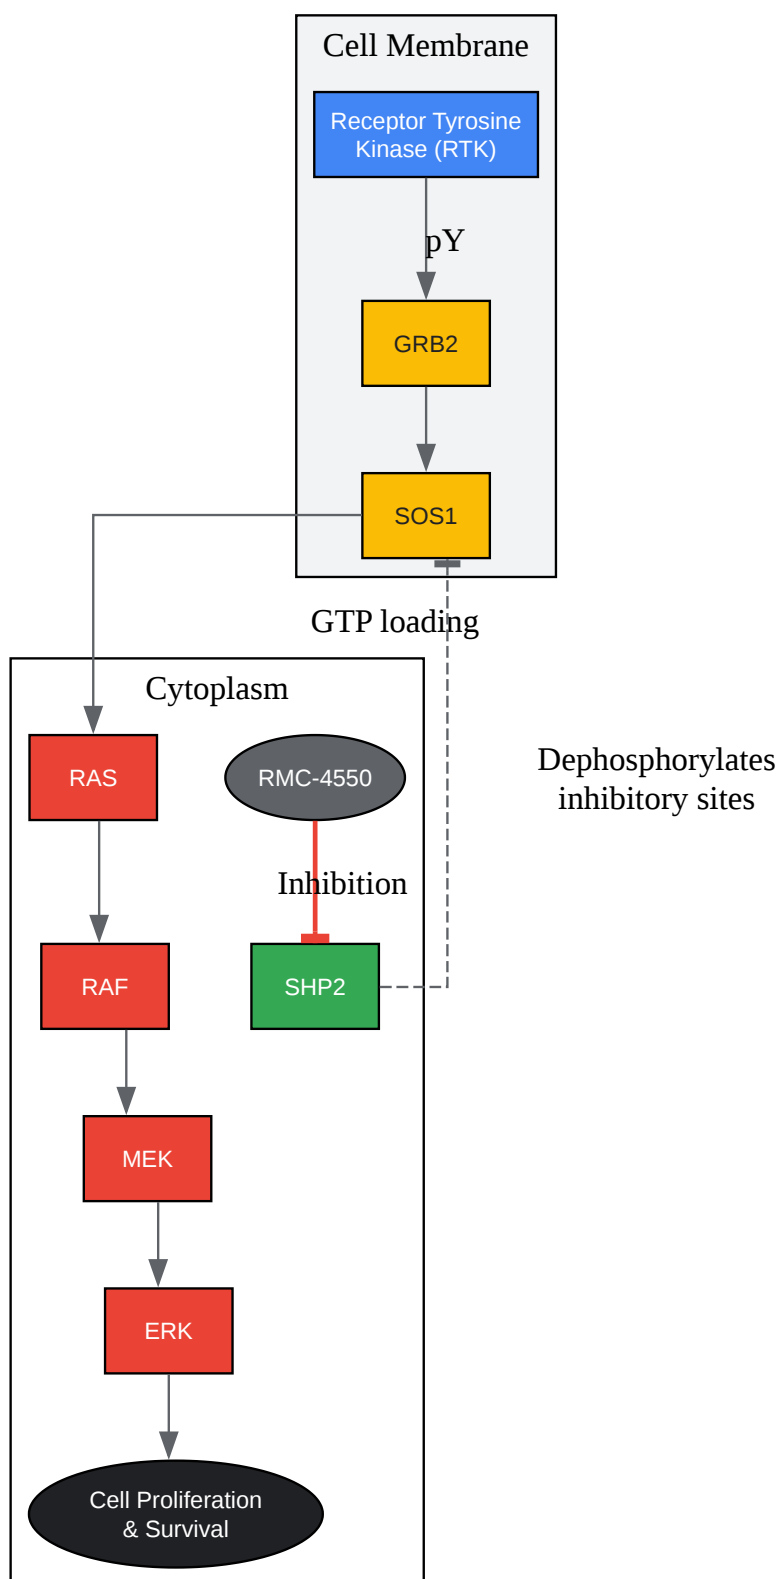 Cell Membrane
Receptor Tyrosine
Kinase (RTK)
pY
GRB2
SOS1
GTP loading
Cytoplasm
RAS
RMC-4550
Dephosphorylates
inhibitory sites
Inhibition
RAF
SHP2
MEK
ERK
Cell Proliferation
& Survival